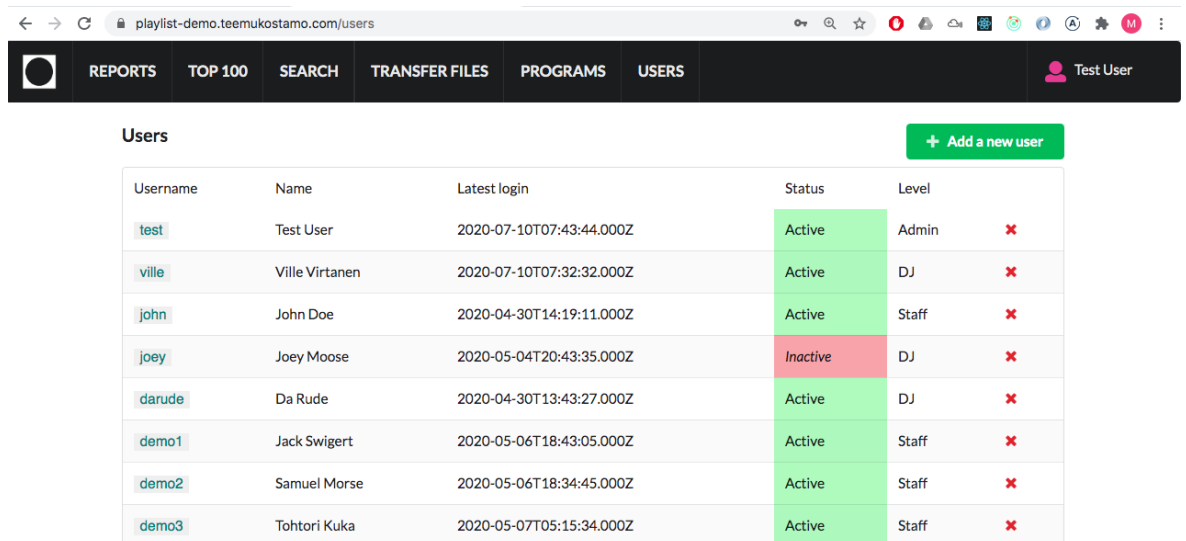 playlist-demo.teemukostamo.com/users
M
REPORTS TOP 100 SEARCH TRANSFER FILES PROGRAMS USERS Test User
Users + Add a new user
Username Name Latest login Status Level
test Test User 2020-07-10T07:43:44.000Z Active Admin
ville Ville Virtanen 2020-07-10T07:32:32.000Z Active DJ
john John Doe 2020-04-30T14:19:11.000Z Active Staff
joey Joey Moose 2020-05-04T20:43:35.000Z Inactive DJ
darude Da Rude 2020-04-30T13:43:27.000Z Active DJ
demo1 Jack Swigert 2020-05-06T18:43:05.000Z Active Staff
demo2 Samuel Morse 2020-05-06T18:34:45.000Z Active Staff
demo3 Tohtori Kuka 2020-05-07T05:15:34.000Z Active Staff